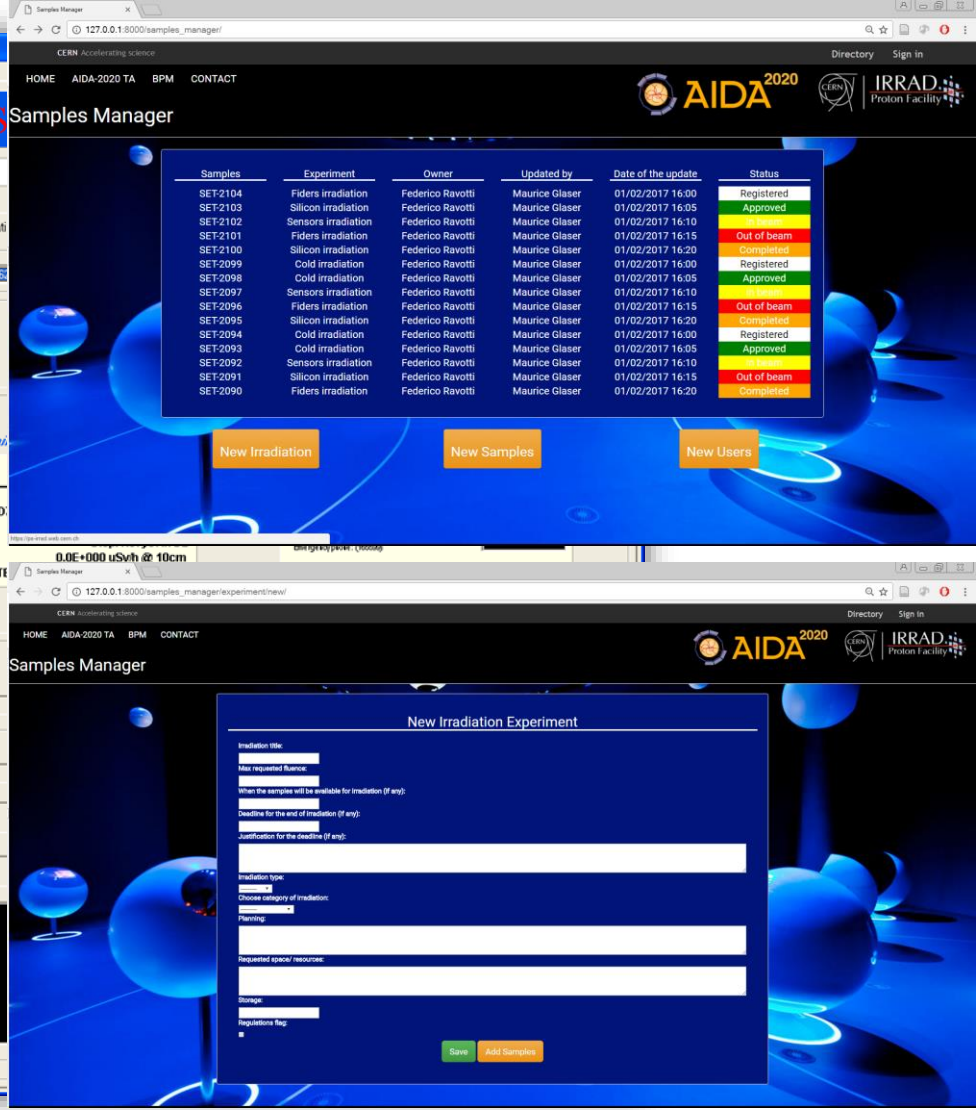 Samples Manager
127.0.0.1:8000/samples_manager/
CERN Accelerating science
Directory Sign in
HOME AIDA-2020 TA BPM CONTACT
AIDA 2020
CERN
IRRAD
Proton Facility
Samples Manager
Samples Experiment Owner Updated by Date of the update Status
SET-2104 Fiders irradiation Federico Ravotti Maurice Glaser 01/02/2017 16:00 Registered
SET-2103 Silicon irradiation Federico Ravotti Maurice Glaser 01/02/2017 16:05 Approved
SET-2102 Sensors irradiation Federico Ravotti Maurice Glaser 01/02/2017 16:10 In beam
SET-2101 Fiders irradiation Federico Ravotti Maurice Glaser 01/02/2017 16:15 Out of beam
SET-2100 Silicon irradiation Federico Ravotti Maurice Glaser 01/02/2017 16:20 Completed
SET-2099 Cold irradiation Federico Ravotti Maurice Glaser 01/02/2017 16:00 Registered
SET-2098 Cold irradiation Federico Ravotti Maurice Glaser 01/02/2017 16:05 Approved
SET-2097 Sensors irradiation Federico Ravotti Maurice Glaser 01/02/2017 16:10 In beam
SET-2096 Fiders irradiation Federico Ravotti Maurice Glaser 01/02/2017 16:15 Out of beam
SET-2095 Silicon irradiation Federico Ravotti Maurice Glaser 01/02/2017 16:20 Completed
SET-2094 Cold irradiation Federico Ravotti Maurice Glaser 01/02/2017 16:00 Registered
SET-2093 Cold irradiation Federico Ravotti Maurice Glaser 01/02/2017 16:05 Approved
SET-2092 Sensors irradiation Federico Ravotti Maurice Glaser 01/02/2017 16:10 In beam
SET-2091 Silicon irradiation Federico Ravotti Maurice Glaser 01/02/2017 16:15 Out of beam
SET-2090 Fiders irradiation Federico Ravotti Maurice Glaser 01/02/2017 16:20 Completed
New Irradiation New Samples New Users
https://ps-irrad.web.cern.ch
0.0E+000 uSv/h @ 10cm
Samples Manager
127.0.0.1:8000/samples_manager/experiment/new/
CERN Accelerating science
Directory Sign in
HOME AIDA-2020 TA BPM CONTACT
AIDA 2020
CERN
IRRAD
Proton Facility
Samples Manager
New Irradiation Experiment
Irradiation title:
Max requested fluence:
When the samples will be available for irradiation (if any):
Deadline for the end of irradiation (if any):
Justification for the deadline (if any):
Irradiation type:
---------
Choose category of irradiation:
---------
Planning:
Requested space/ resources:
Storage:
Regulations flag:
Save Add Samples